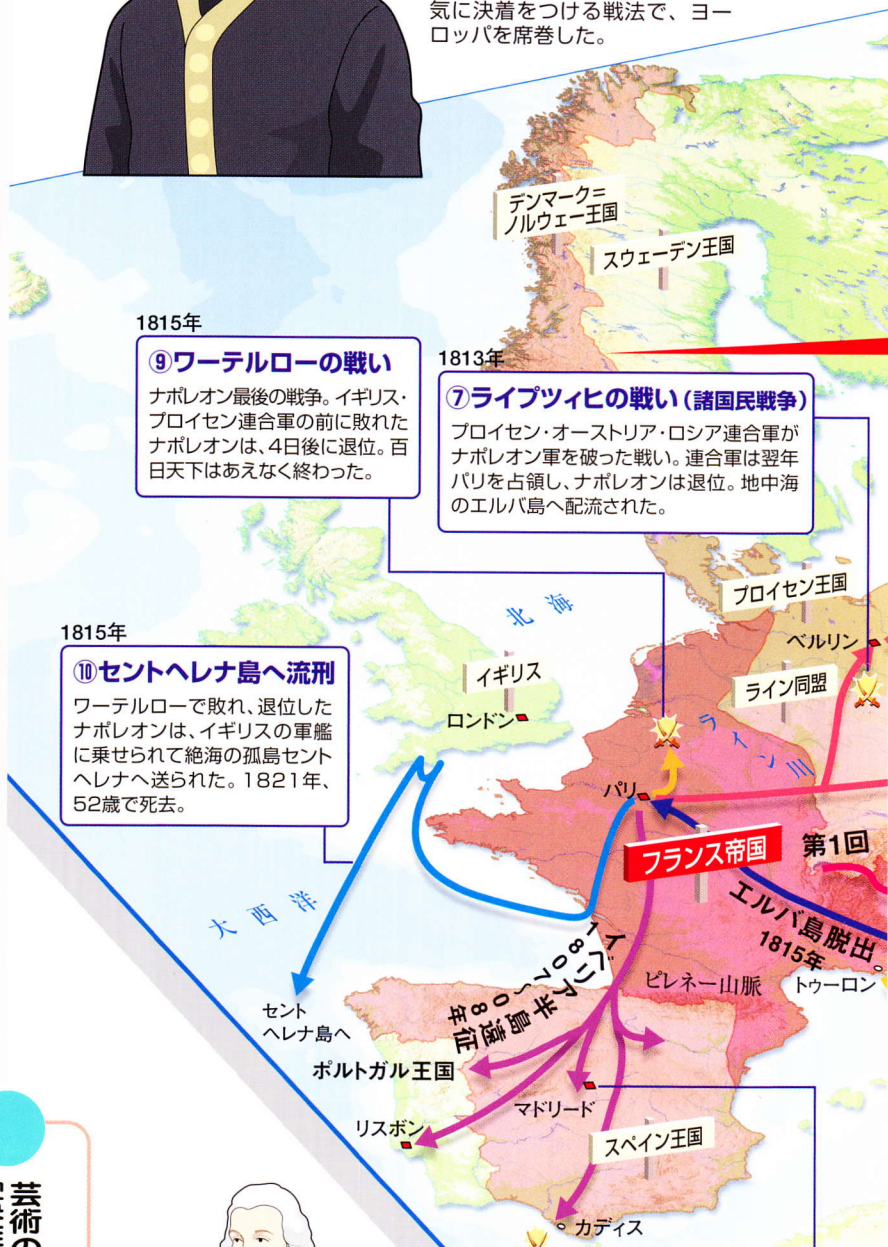 気に決着をつける戦法で、ヨー
ロッパを席巻した。
デンマーク=
ノルウェー王国
スウェーデン王国
1815年
⑨ワーテルローの戦い
ナポレオン最後の戦争。イギリス・
プロイセン連合軍の前に敗れた
ナポレオンは、4日後に退位。百
日天下はあえなく終わった。
1813年
⑦ライプツィヒの戦い(諸国民戦争)
プロイセン・オーストリア・ロシア連合軍が
ナポレオン軍を破った戦い。連合軍は翌年
パリを占領し、ナポレオンは退位。地中海
のエルバ島へ配流された。
北海
プロイセン王国
ベルリン
ライン同盟
ライン川
1815年
⑩セントヘレナ島へ流刑
ワーテルローで敗れ、退位した
ナポレオンは、イギリスの軍艦
に乗せられて絶海の孤島セント
ヘレナへ送られた。1821年、
52歳で死去。
イギリス
ロンドン
パリ
フランス帝国
第1回
エルバ島脱出。
1815年
トゥーロン
大西洋
セント
ヘレナ島へ
イベリア半島遠征
1807~08年
ピレネー山脈
ポルトガル王国
リスボン
マドリード
スペイン王国
カディス
芸術の